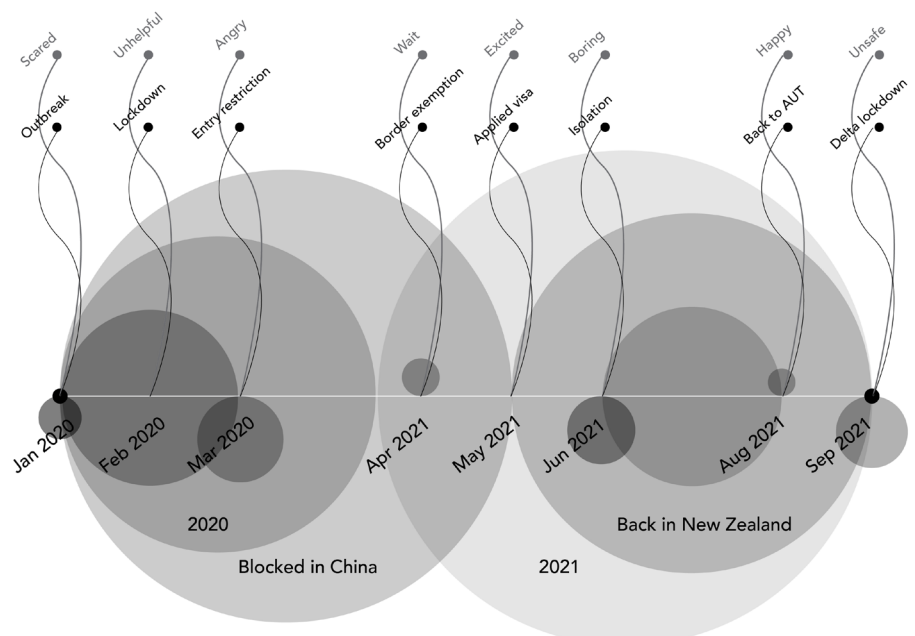 Scared
Unhelpful
Angry
Wait
Excited
Boring
Happy
Unsafe
Outbreak
Lockdown
Entry restriction
Border exemption
Applied visa
Isolation
Back to AUT
Delta lockdown
Jan 2020
Feb 2020
Mar 2020
Apr 2021
May 2021
Jun 2021
Aug 2021
Sep 2021
2020
Back in New Zealand
Blocked in China
2021